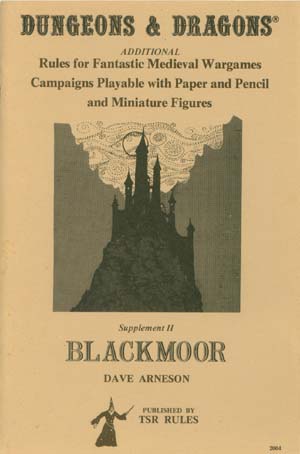 DUNGEONS & DRAGONS®
ADDITIONAL
Rules for Fantastic Medieval Wargames
Campaigns Playable with Paper and Pencil
and Miniature Figures
Supplement II
BLACKMOOR
DAVE ARNESON
PUBLISHED BY
TSR RULES
2004